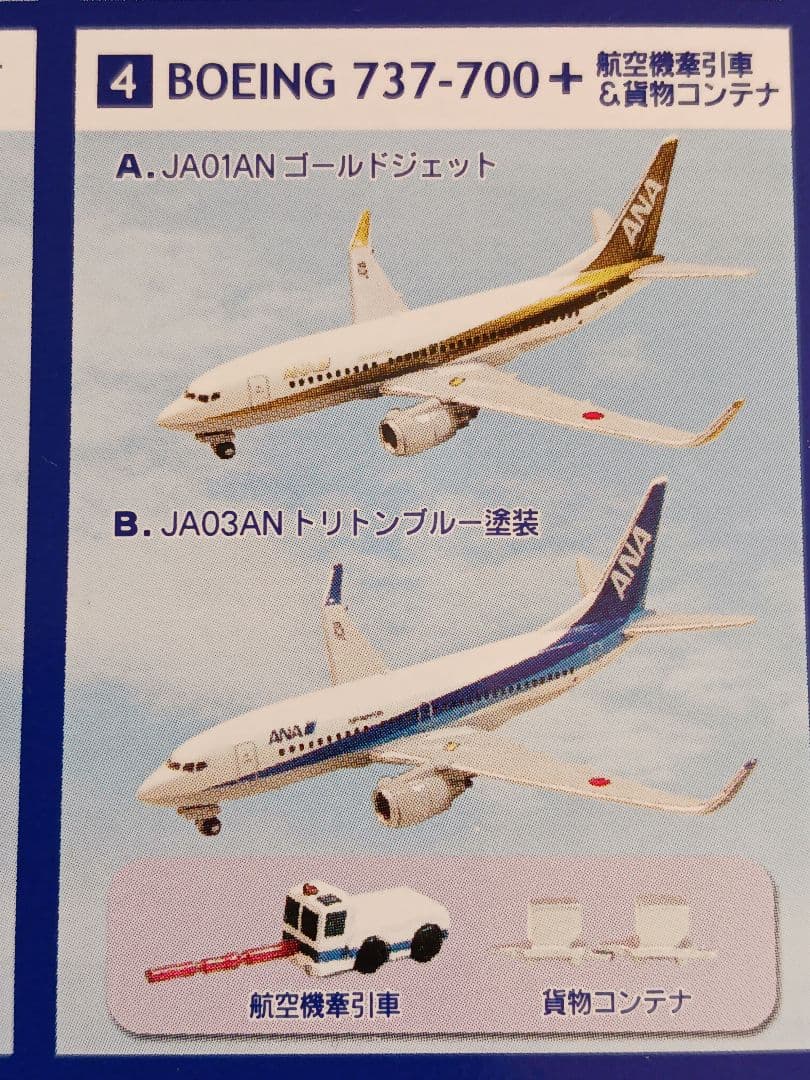 4 BOEING 737-700+ 航空機牽引車
&貨物コンテナ
A. JA01AN ゴールドジェット
ANA
B. JA03AN トリトンブルー塗装
ANA
ANA
航空機牽引車
貨物コンテナ